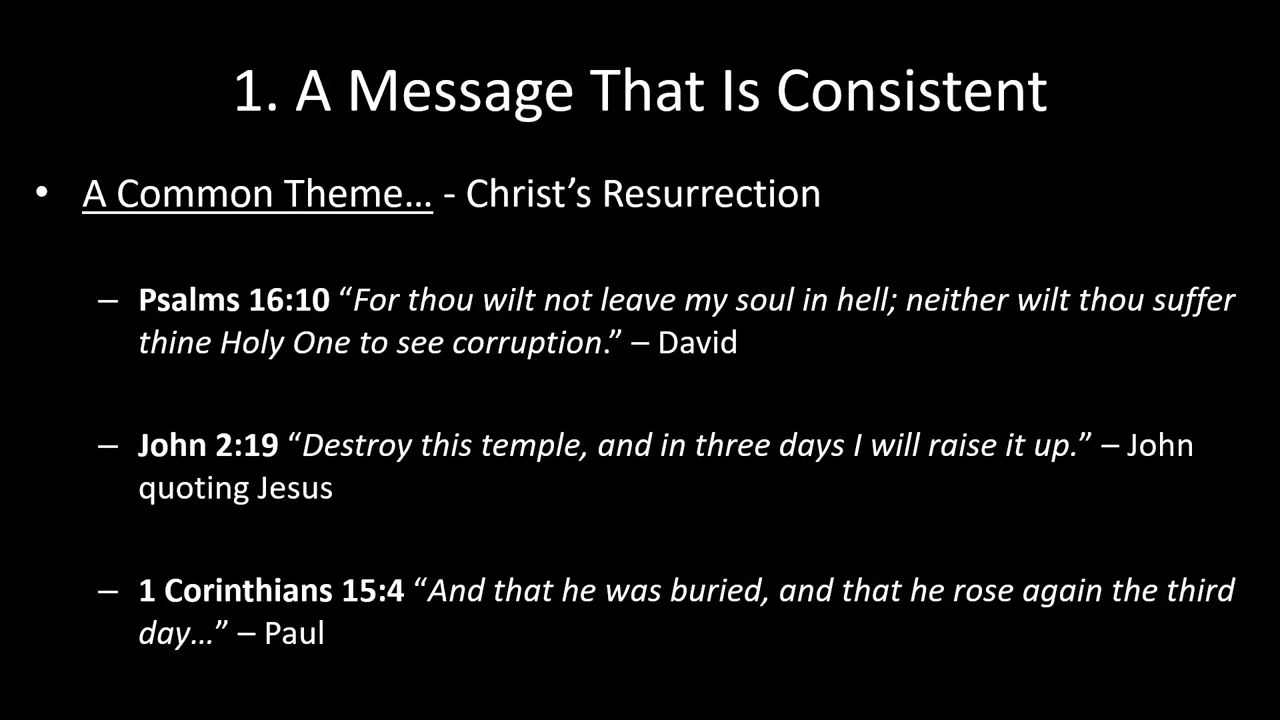 1. A Message That Is Consistent
• A Common Theme… - Christ’s Resurrection
– Psalms 16:10 “For thou wilt not leave my soul in hell; neither wilt thou suffer
thine Holy One to see corruption.” – David
– John 2:19 “Destroy this temple, and in three days I will raise it up.” – John
quoting Jesus
– 1 Corinthians 15:4 “And that he was buried, and that he rose again the third
day…” – Paul